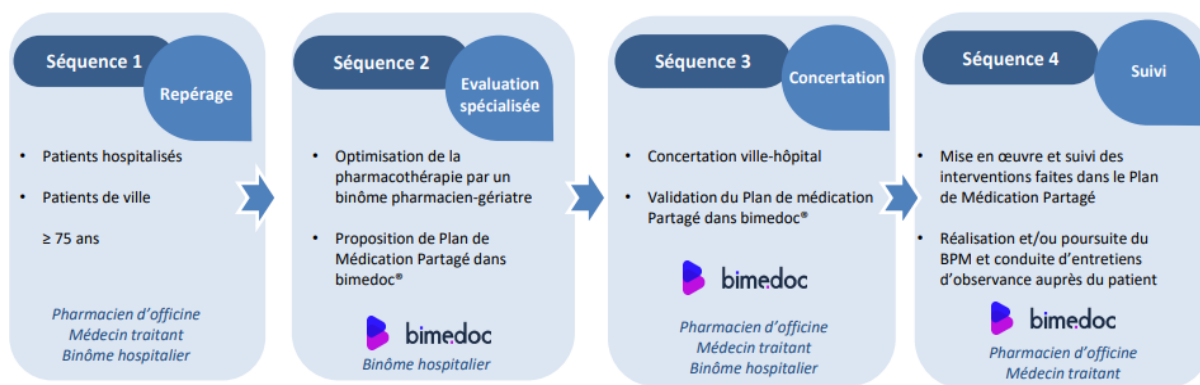 Séquence 1
Repérage
• Patients hospitalisés
• Patients de ville
≥ 75 ans
Pharmacien d'officine
Médecin traitant
Binôme hospitalier
Séquence 2
Evaluation
spécialisée
• Optimisation de la
pharmacothérapie par un
binôme pharmacien-gériatre
• Proposition de Plan de
Médication Partagé dans
bimedoc®
bimedoc
Binôme hospitalier
Séquence 3
Concertation
• Concertation ville-hôpital
• Validation du Plan de médication
Partagé dans bimedoc®
bimedoc
Pharmacien d'officine
Médecin traitant
Binôme hospitalier
Séquence 4
Suivi
• Mise en œuvre et suivi des
interventions faites dans le Plan
de Médication Partagé
• Réalisation et/ou poursuite du
BPM et conduite d'entretiens
d'observance auprès du patient
bimedoc
Pharmacien d'officine
Médecin traitant